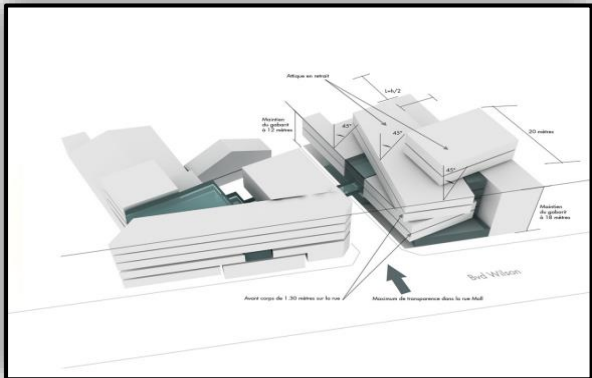 Attique en retrait
L=h/2
Maintien
du gabarit
à 12 mètres
45°
45°
45°
20 mètres
Maintien
du gabarit
à 18 mètres
Bvd Wilson
Avant corps de 1.30 mètres sur la rue
Maximum de transparence dans la rue Mall